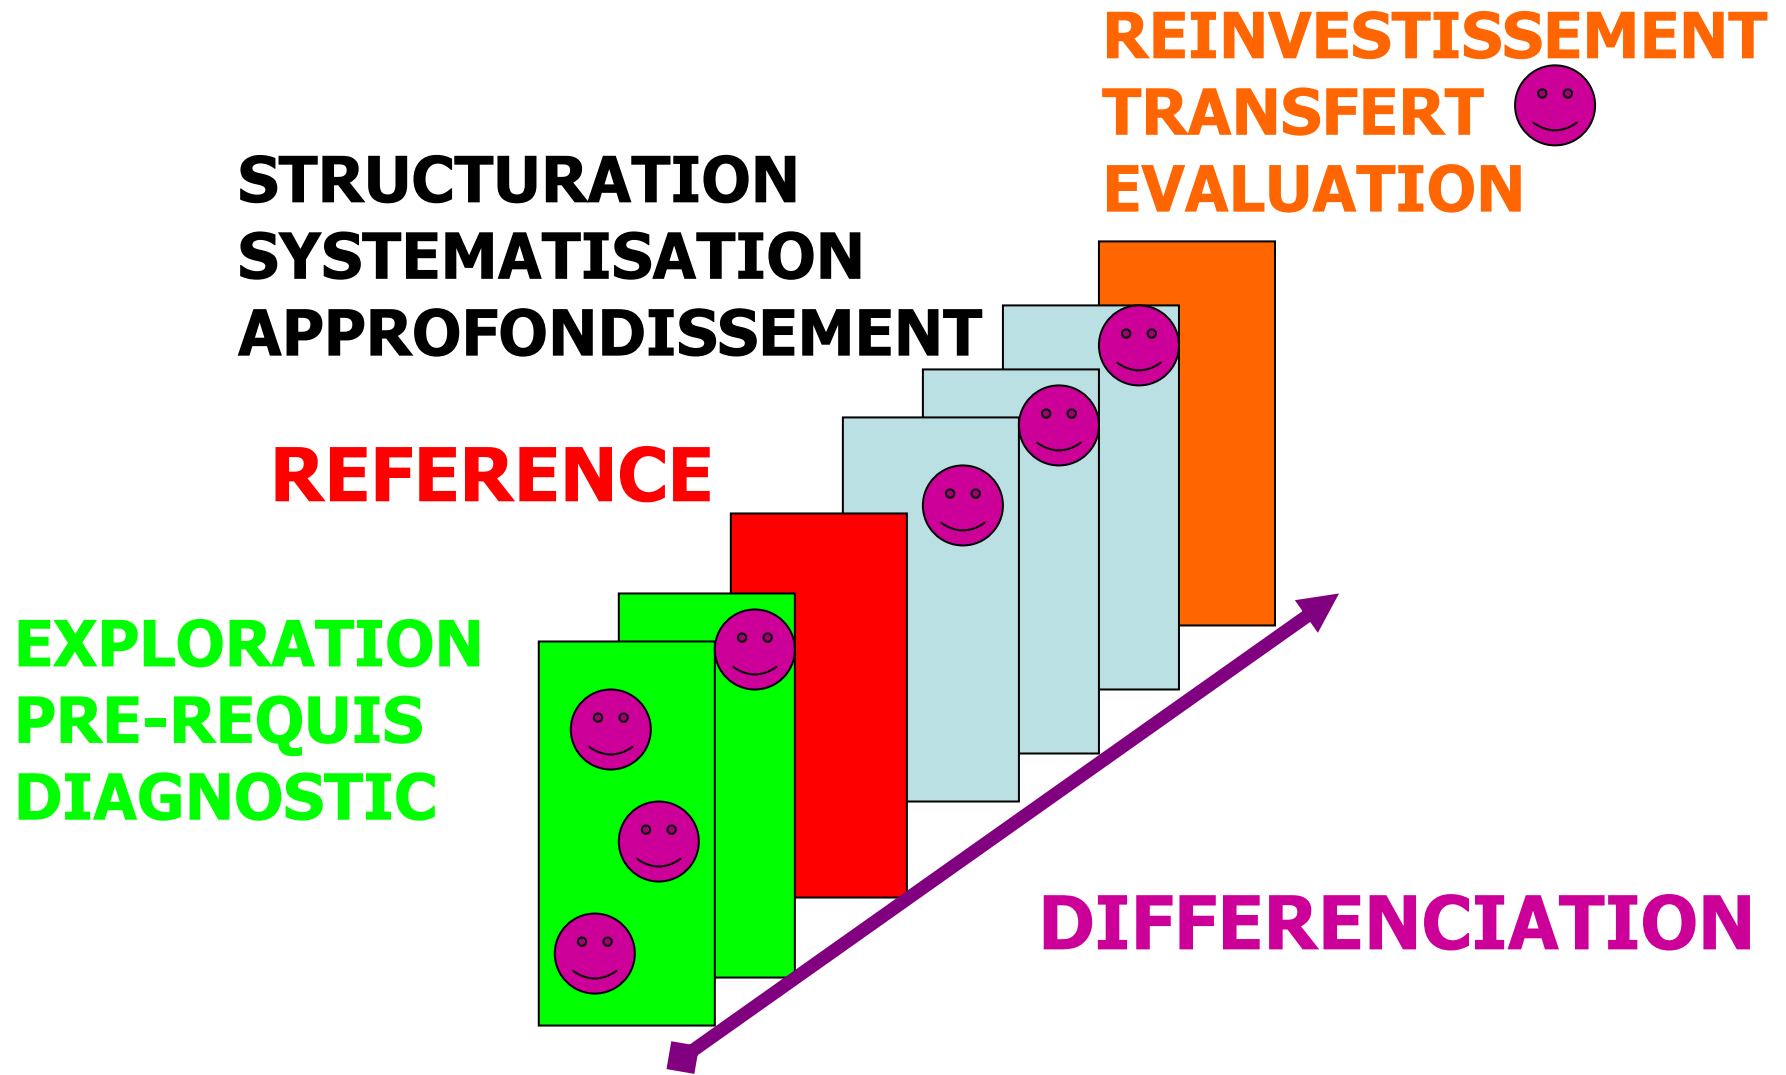 REINVESTISSEMENT
TRANSFERT
EVALUATION
STRUCTURATION
SYSTEMATISATION
APPROFONDISSEMENT
REFERENCE
EXPLORATION
PRE-REQUIS
DIAGNOSTIC
DIFFERENCIATION